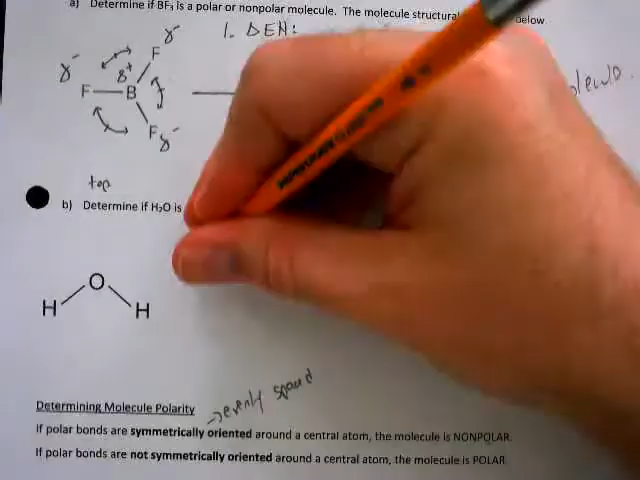 a) Determine if BF₃ is a polar or nonpolar molecule. The molecule structural below
1. ΔEN:
δ⁻ F
δ⁻ F B δ⁺
F δ⁻
b) Determine if H₂O is
O
H H
→evenly spaced
Determining Molecule Polarity
If polar bonds are symmetrically oriented around a central atom, the molecule is NONPOLAR.
If polar bonds are not symmetrically oriented around a central atom, the molecule is POLAR.